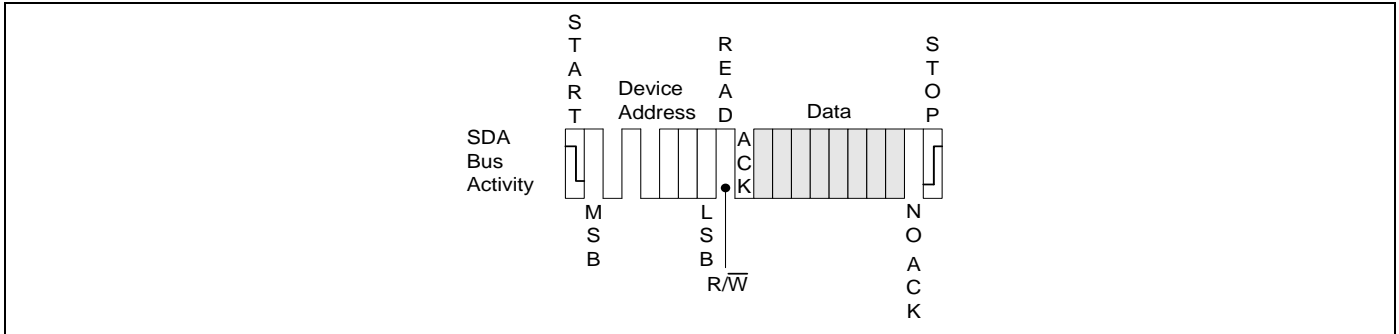 START
READ
STOP
Device
Address
Data
SDA
Bus
Activity
ACK
MSB
LSB
R/W̅
NO ACK